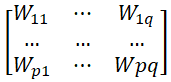 W₁₁ ⋯ W₁q
… … …
Wₚ₁ ⋯ Wpq